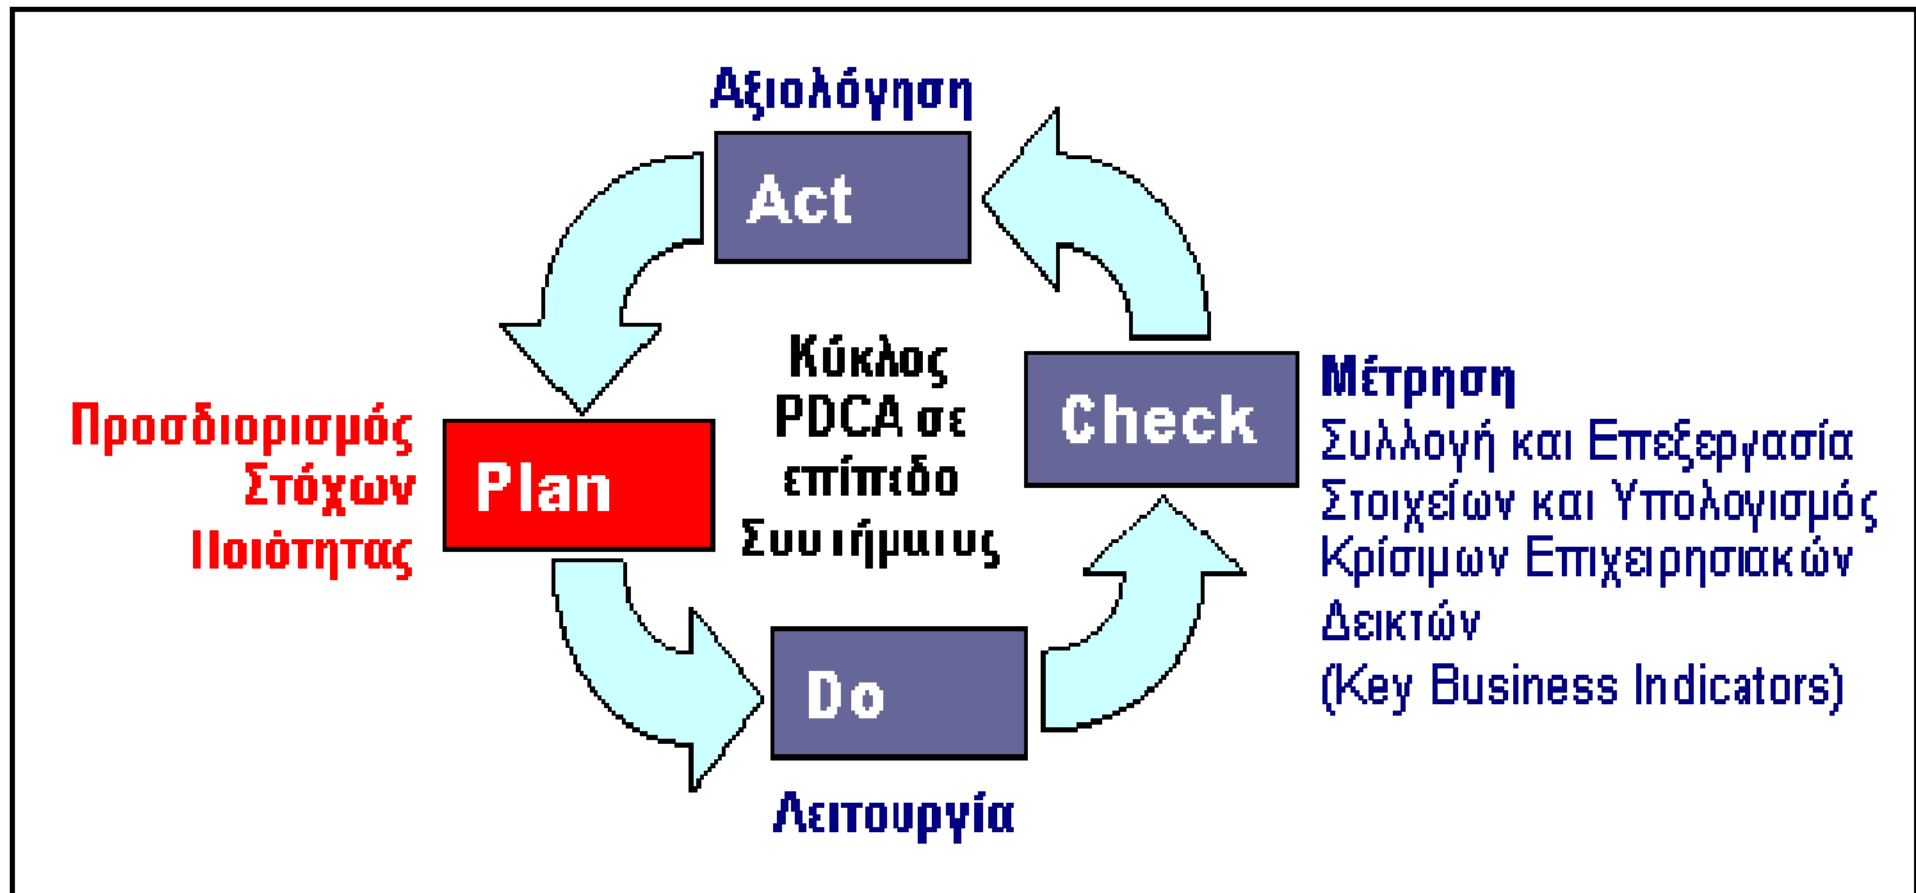 Αξιολόγηση
Act
Κύκλος
PDCA σε
επίπεδο
Συστήματος
Check
Μέτρηση
Συλλογή και Επεξεργασία
Στοιχείων και Υπολογισμός
Κρίσιμων Επιχειρησιακών
Δεικτών
(Key Business Indicators)
Προσδιορισμός
Στόχων
Ποιότητας
Plan
Do
Λειτουργία